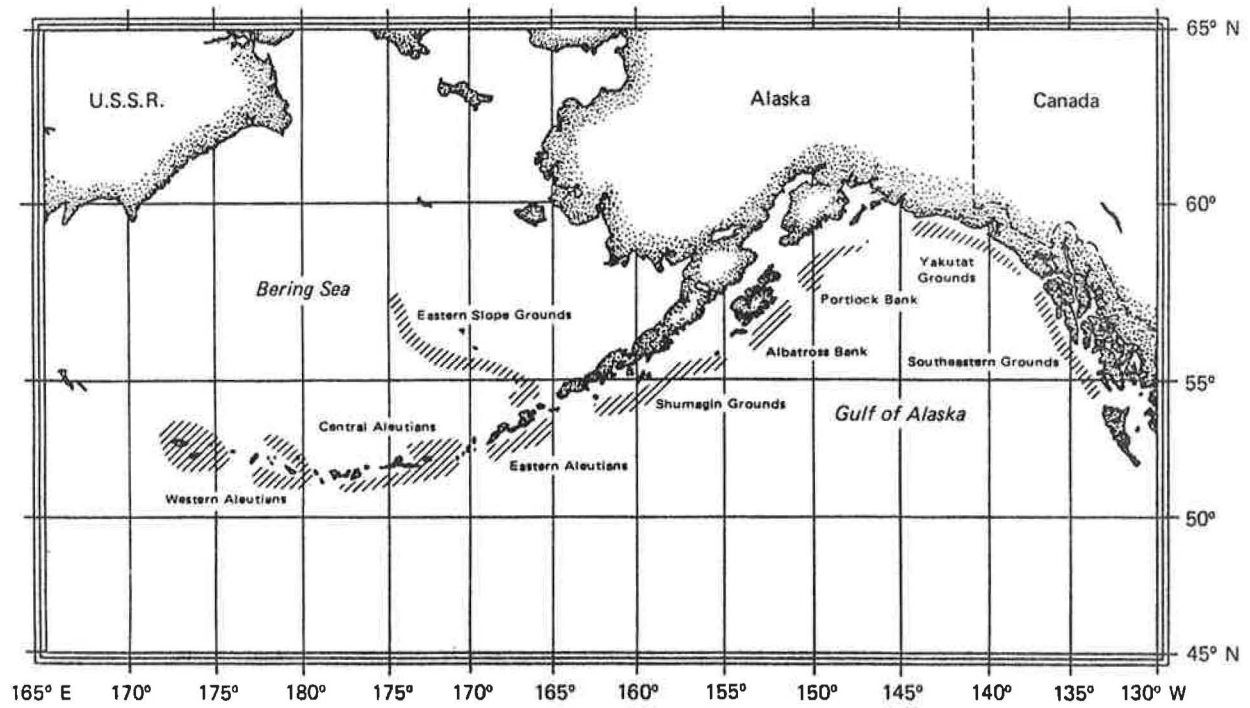 65° N
U.S.S.R.
Alaska
Canada
60°
Bering Sea
Yakutat
Grounds
Eastern Slope Grounds
Portlock Bank
Albatross Bank
Southeastern Grounds
55°
Shumagin Grounds
Gulf of Alaska
Central Aleutians
Eastern Aleutians
Western Aleutians
50°
45° N
165° E 170° 175° 180° 175° 170° 165° 160° 155° 150° 145° 140° 135° 130° W